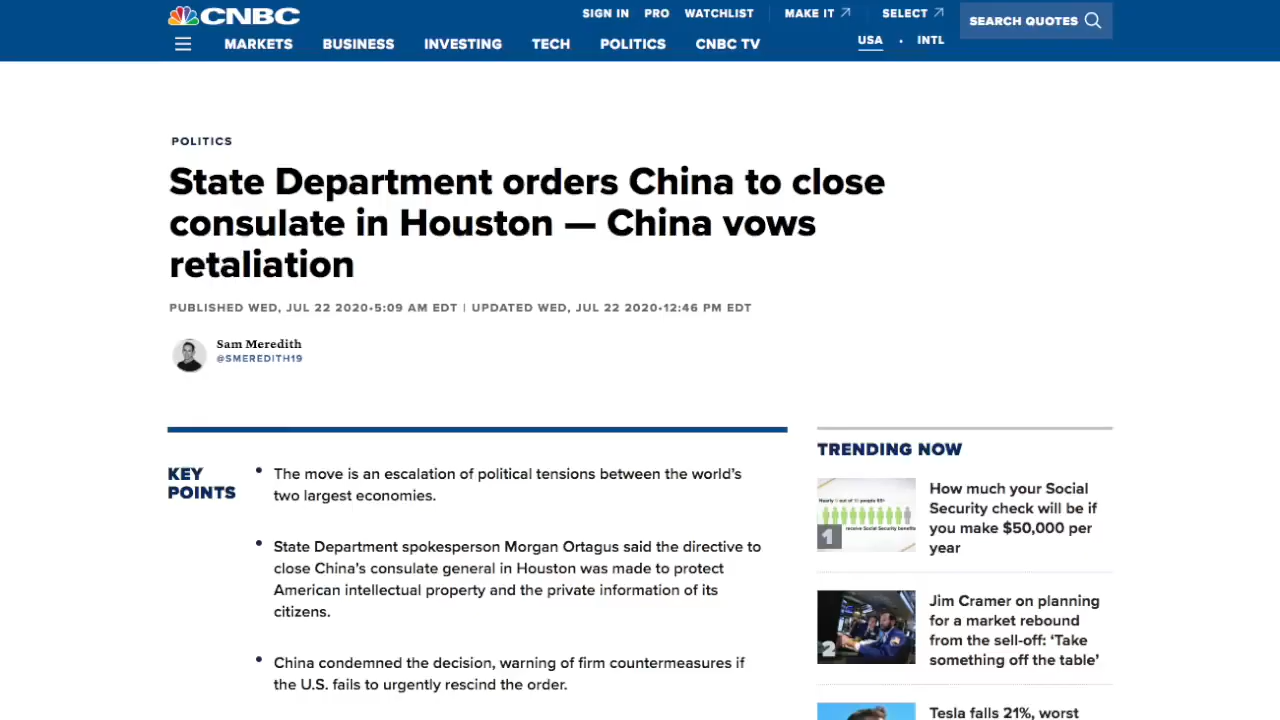 CNBC
SIGN IN PRO WATCHLIST MAKE IT SELECT
SEARCH QUOTES
USA · INTL
MARKETS BUSINESS INVESTING TECH POLITICS CNBC TV
POLITICS
State Department orders China to close
consulate in Houston — China vows
retaliation
PUBLISHED WED, JUL 22 2020•5:09 AM EDT | UPDATED WED, JUL 22 2020•12:46 PM EDT
Sam Meredith
@SMEREDITH19
KEY
POINTS
• The move is an escalation of political tensions between the world's
two largest economies.
• State Department spokesperson Morgan Ortagus said the directive to
close China's consulate general in Houston was made to protect
American intellectual property and the private information of its
citizens.
• China condemned the decision, warning of firm countermeasures if
the U.S. fails to urgently rescind the order.
TRENDING NOW
1
How much your Social
Security check will be if
you make $50,000 per
year
2
Jim Cramer on planning
for a market rebound
from the sell-off: 'Take
something off the table'
Tesla falls 21%, worst